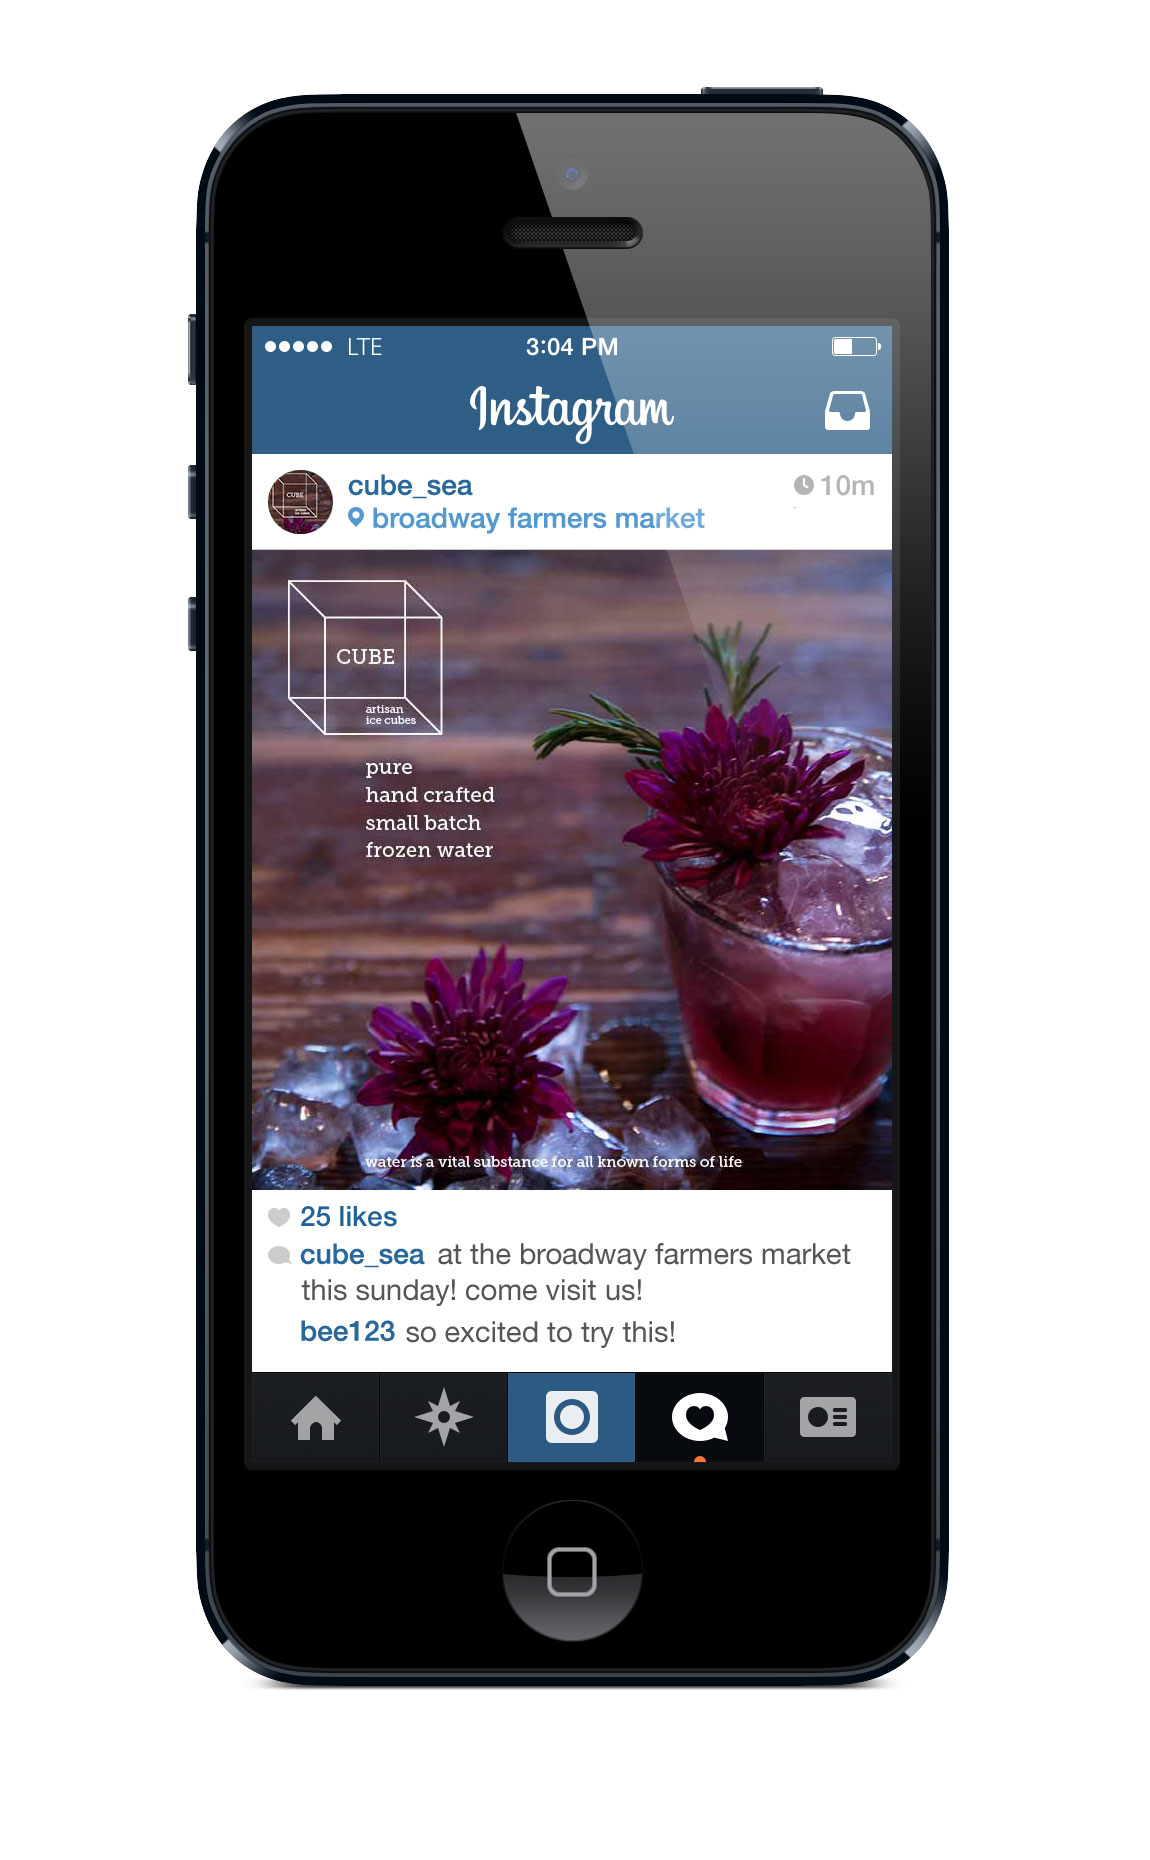 LTE 3:04 PM
Instagram
CUBE
cube_sea
10m
broadway farmers market
CUBE
artisan
ice cubes
pure
hand crafted
small batch
frozen water
water is a vital substance for all known forms of life
25 likes
cube_sea at the broadway farmers market
this sunday! come visit us!
bee123 so excited to try this!